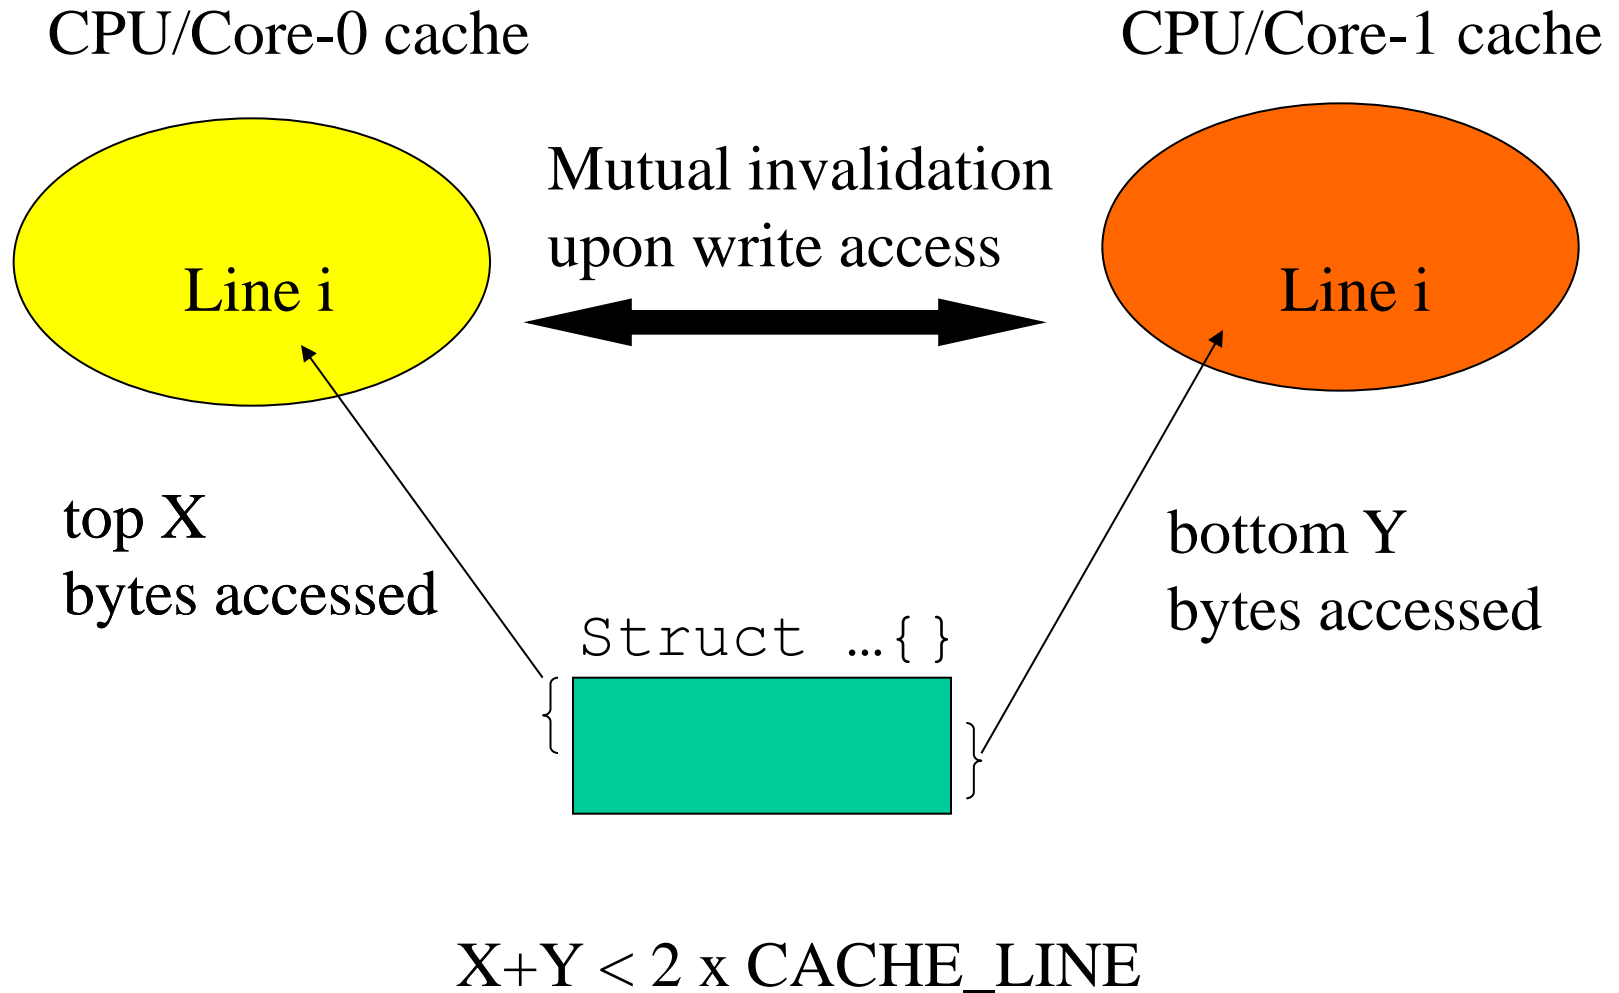 CPU/Core-0 cache
CPU/Core-1 cache
Mutual invalidation
upon write access
Line i
Line i
top X
bytes accessed
bottom Y
bytes accessed
Struct …{}
X+Y < 2 x CACHE_LINE